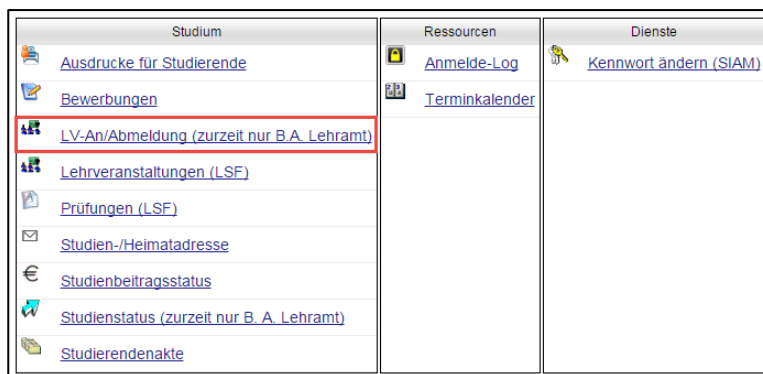 Studium
Ausdrucke für Studierende
Bewerbungen
LV-An/Abmeldung (zurzeit nur B.A. Lehramt)
Lehrveranstaltungen (LSF)
Prüfungen (LSF)
Studien-/Heimatadresse
€
Studienbeitragsstatus
Studienstatus (zurzeit nur B. A. Lehramt)
Studierendenakte
Ressourcen
Anmelde-Log
Terminkalender
Dienste
Kennwort ändern (SIAM)